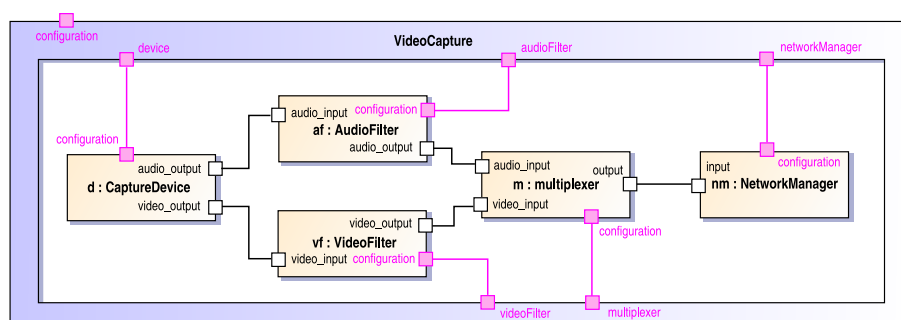 configuration
VideoCapture
device
audioFilter
networkManager
audio_input
configuration
af : AudioFilter
audio_output
configuration
audio_output
d : CaptureDevice
video_output
audio_input
output
m : multiplexer
video_input
configuration
input
configuration
nm : NetworkManager
video_output
vf : VideoFilter
video_input
configuration
videoFilter
multiplexer